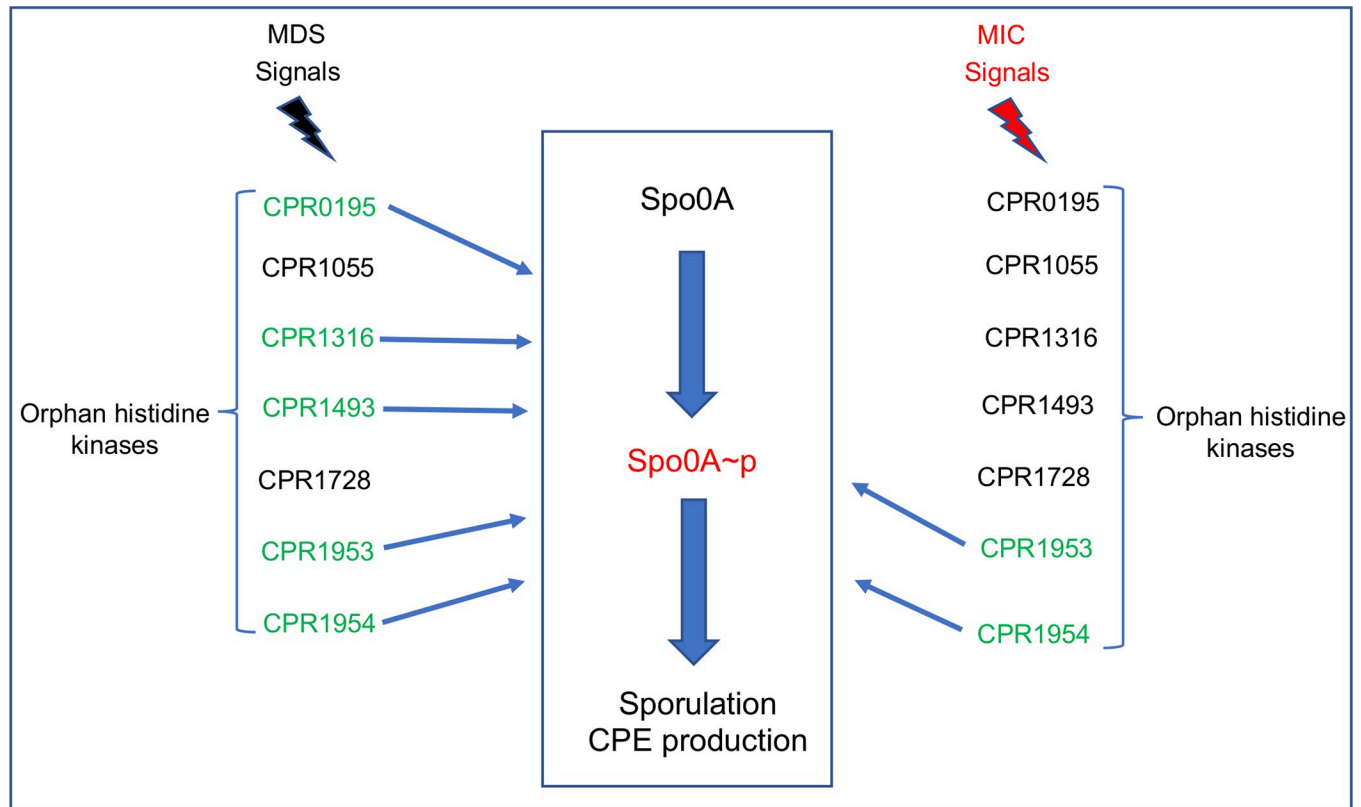 MDS
Signals
CPR0195
CPR1055
CPR1316
CPR1493
CPR1728
CPR1953
CPR1954
Orphan histidine
kinases
Spo0A
Spo0A~p
Sporulation
CPE production
MIC
Signals
CPR0195
CPR1055
CPR1316
CPR1493
CPR1728
CPR1953
CPR1954
Orphan histidine
kinases